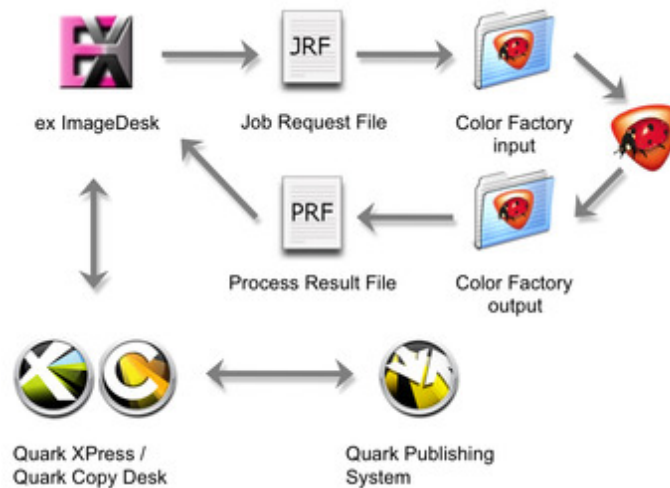 JRF
ex ImageDesk
Job Request File
Color Factory
input
PRF
Process Result File
Color Factory
output
X
C
Quark XPress /
Quark Copy Desk
Quark Publishing
System